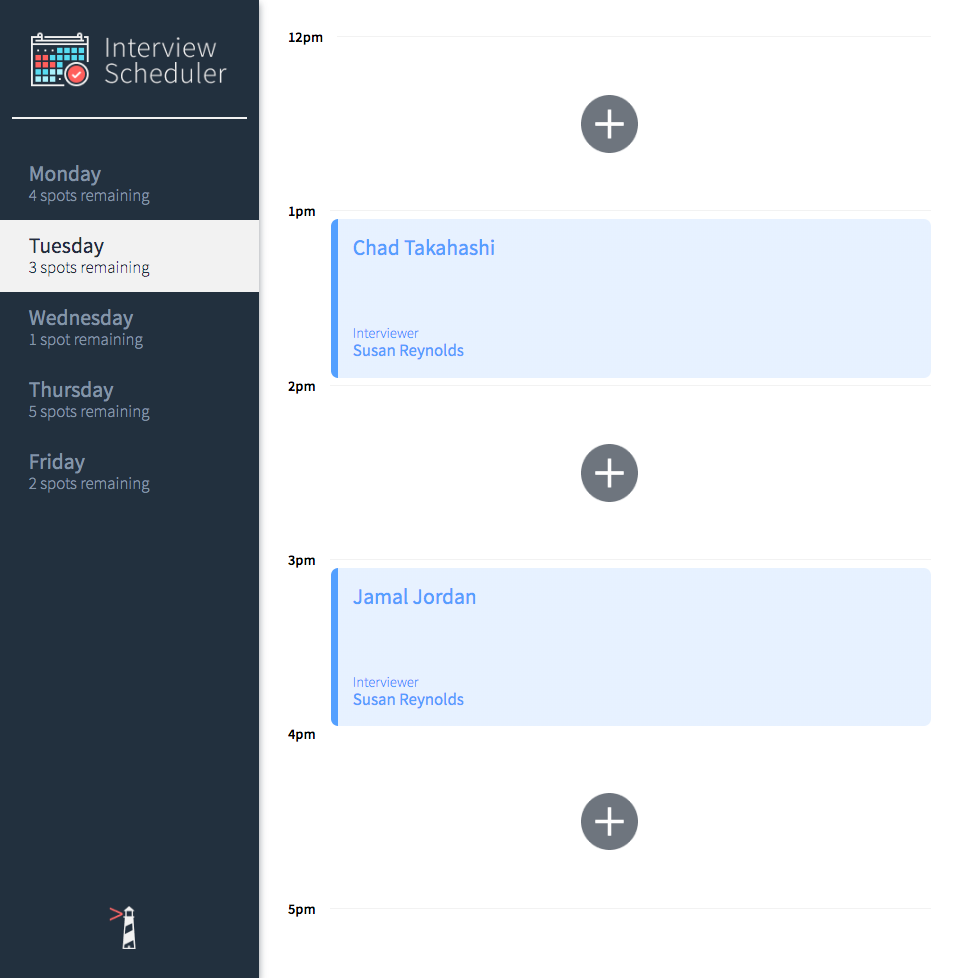 Interview
Scheduler
Monday
4 spots remaining
Tuesday
3 spots remaining
Wednesday
1 spot remaining
Thursday
5 spots remaining
Friday
2 spots remaining
12pm
1pm
Chad Takahashi
Interviewer
Susan Reynolds
2pm
3pm
Jamal Jordan
Interviewer
Susan Reynolds
4pm
5pm